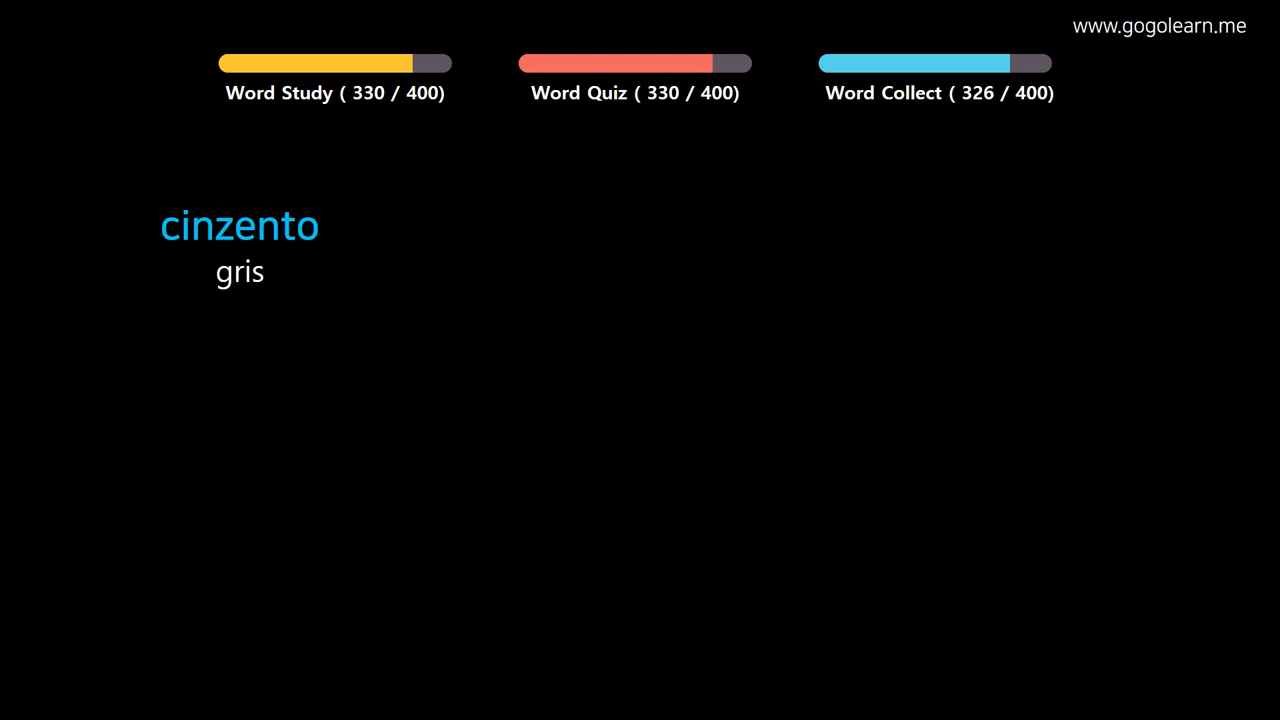 www.gogolearn.me
Word Study ( 330 / 400)
Word Quiz ( 330 / 400)
Word Collect ( 326 / 400)
cinzento
gris